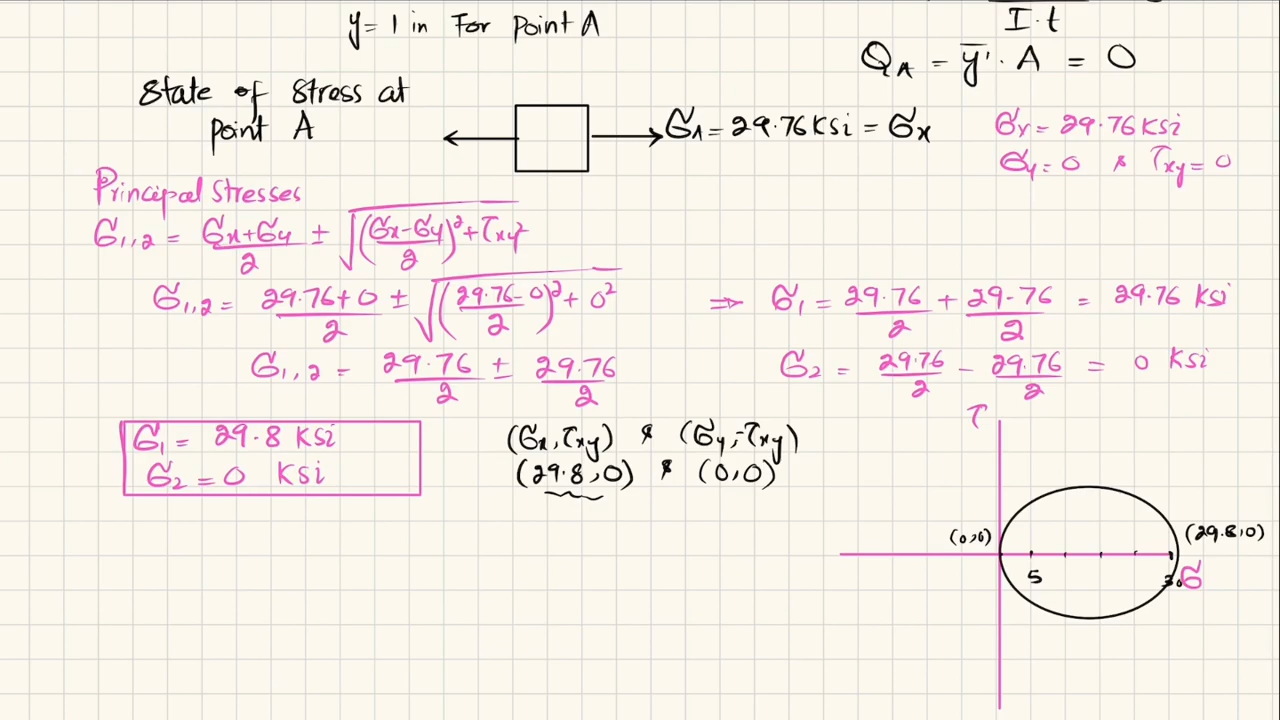 y = 1 in For Point A
I·t
Q_A = y̅'· A = 0
State of Stress at
point A
σ_A = 29.76 Ksi = σ_x
σ_x = 29.76 Ksi
σ_y = 0 & τ_xy = 0
Principal Stresses
σ_1,2 = (σ_x + σ_y)/2 ± √(((σ_x - σ_y)/2)² + τ_xy²)
σ_1,2 = (29.76 + 0)/2 ± √(((29.76 - 0)/2)² + 0²)
⇒ σ_1 = 29.76/2 + 29.76/2 = 29.76 Ksi
σ_1,2 = 29.76/2 ± 29.76/2
σ_2 = 29.76/2 - 29.76/2 = 0 Ksi
σ_1 = 29.8 Ksi
σ_2 = 0 Ksi
(σ_x, τ_xy) & (σ_y, -τ_xy)
(29.8, 0) & (0, 0)
τ
(0,0)
(29.8,0)
5
30
σ